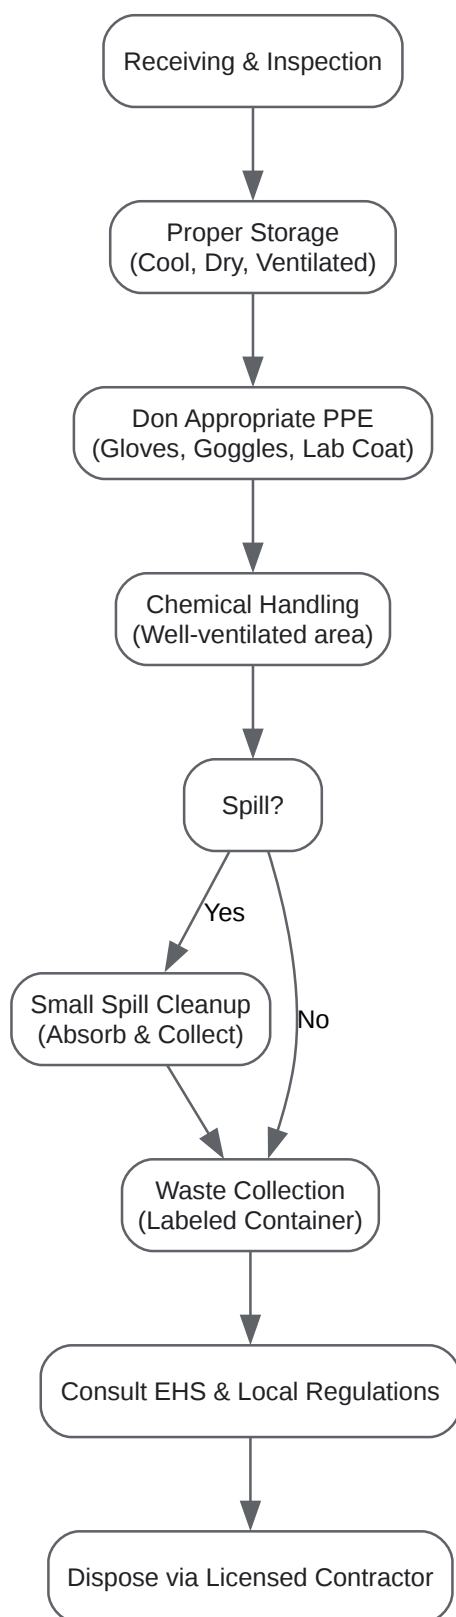 Receiving & Inspection
Proper Storage
(Cool, Dry, Ventilated)
Don Appropriate PPE
(Gloves, Goggles, Lab Coat)
Chemical Handling
(Well-ventilated area)
Spill?
Yes
Small Spill Cleanup
(Absorb & Collect)
No
Waste Collection
(Labeled Container)
Consult EHS & Local Regulations
Dispose via Licensed Contractor